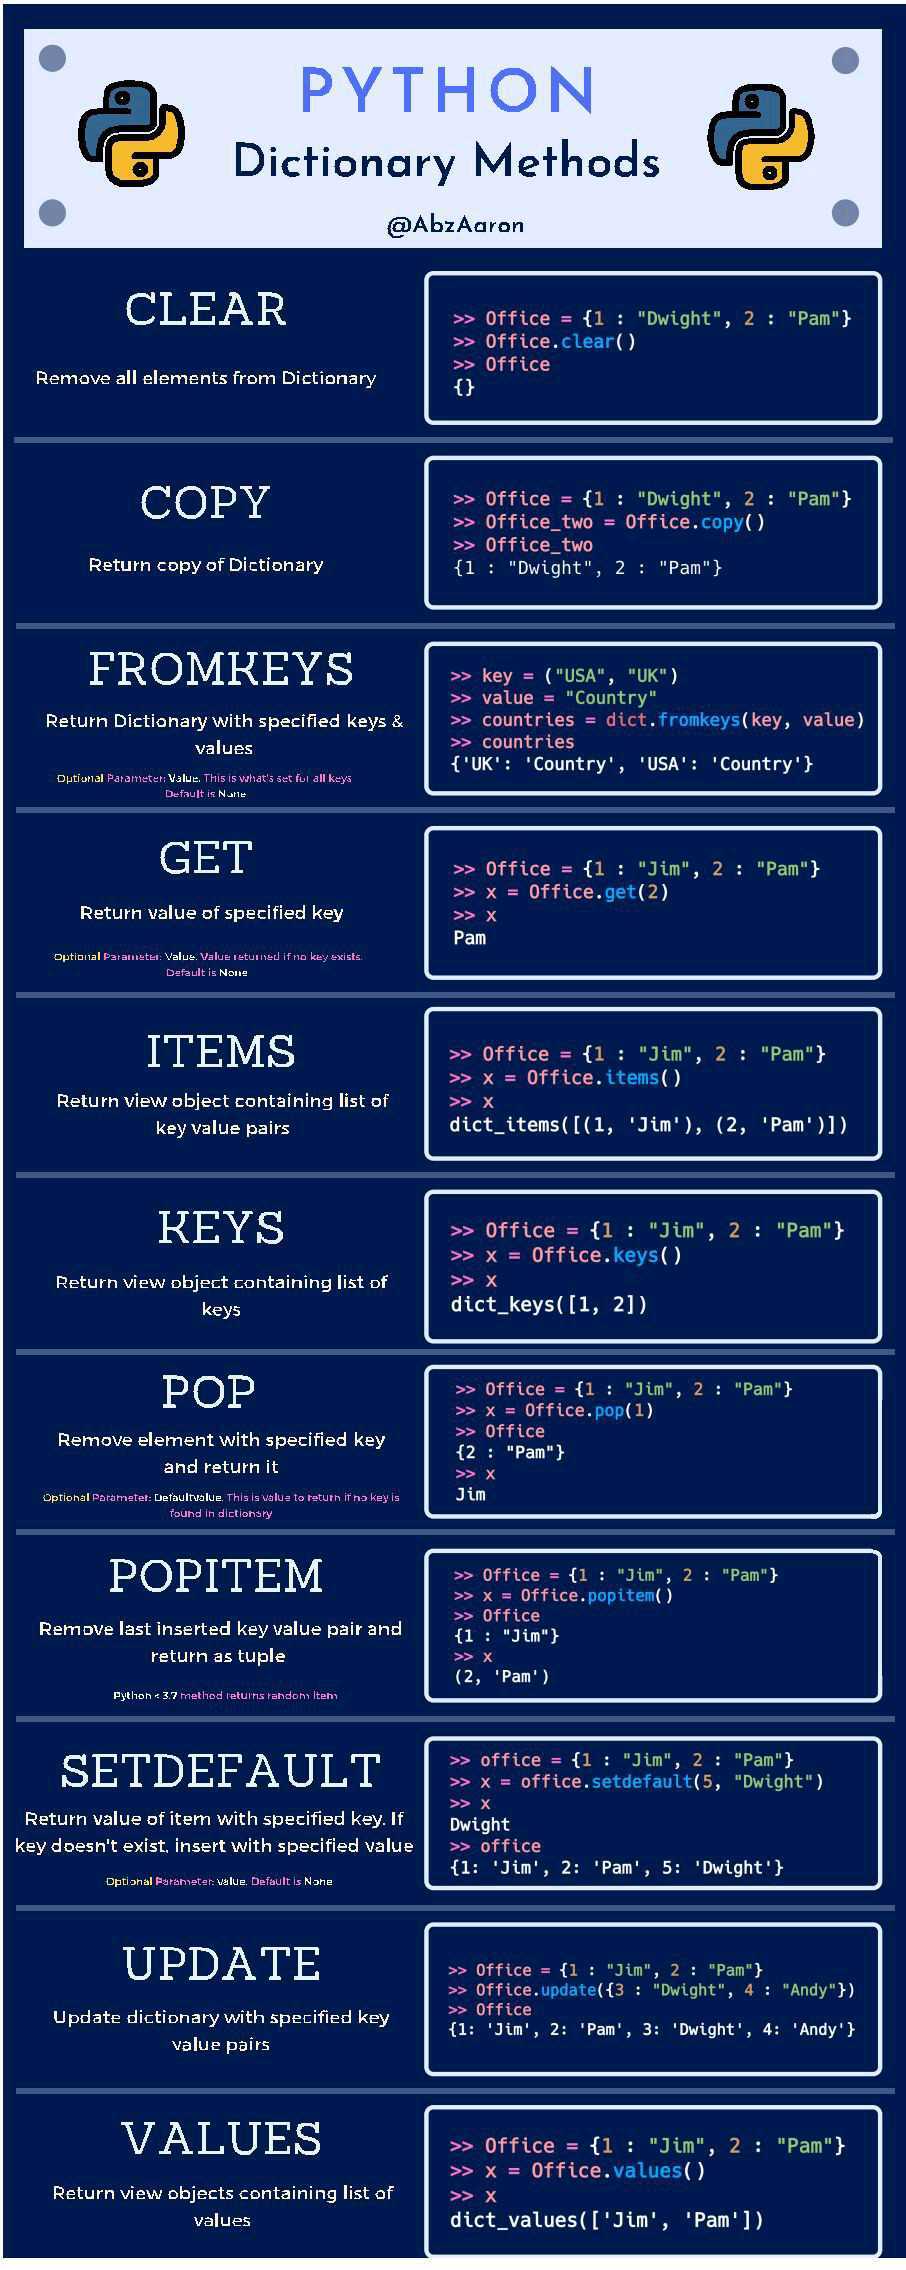 PYTHON
Dictionary Methods
@AbzAaron
CLEAR
Remove all elements from Dictionary
>> Office = {1 : "Dwight", 2 : "Pam"}
>> Office.clear()
>> Office
{}
COPY
Return copy of Dictionary
>> Office = {1 : "Dwight", 2 : "Pam"}
>> Office_two = Office.copy()
>> Office_two
{1 : "Dwight", 2 : "Pam"}
FROMKEYS
Return Dictionary with specified keys &
values
Optional Parameter: Value. This is what's set for all keys
Default is None
>> key = ("USA", "UK")
>> value = "Country"
>> countries = dict.fromkeys(key, value)
>> countries
{'UK': 'Country', 'USA': 'Country'}
GET
Return value of specified key
Optional Parameter: Value. Value returned if no key exists.
Default is None
>> Office = {1 : "Jim", 2 : "Pam"}
>> x = Office.get(2)
>> x
Pam
ITEMS
Return view object containing list of
key value pairs
>> Office = {1 : "Jim", 2 : "Pam"}
>> x = Office.items()
>> x
dict_items([(1, 'Jim'), (2, 'Pam')])
KEYS
Return view object containing list of
keys
>> Office = {1 : "Jim", 2 : "Pam"}
>> x = Office.keys()
>> x
dict_keys([1, 2])
POP
Remove element with specified key
and return it
Optional Parameter: Defaultvalue. This is value to return if no key is
found in dictionary
>> Office = {1 : "Jim", 2 : "Pam"}
>> x = Office.pop(1)
>> Office
{2 : "Pam"}
>> x
Jim
POPITEM
Remove last inserted key value pair and
return as tuple
Python < 3.7 method returns random item
>> Office = {1 : "Jim", 2 : "Pam"}
>> x = Office.popitem()
>> Office
{1 : "Jim"}
>> x
(2, 'Pam')
SETDEFAULT
Return value of item with specified key. If
key doesn't exist, insert with specified value
Optional Parameter: value. Default is None
>> office = {1 : "Jim", 2 : "Pam"}
>> x = office.setdefault(5, "Dwight")
>> x
Dwight
>> office
{1: 'Jim', 2: 'Pam', 5: 'Dwight'}
UPDATE
Update dictionary with specified key
value pairs
>> Office = {1 : "Jim", 2 : "Pam"}
>> Office.update({3 : "Dwight", 4 : "Andy"})
>> Office
{1: 'Jim', 2: 'Pam', 3: 'Dwight', 4: 'Andy'}
VALUES
Return view objects containing list of
values
>> Office = {1 : "Jim", 2 : "Pam"}
>> x = Office.values()
>> x
dict_values(['Jim', 'Pam'])